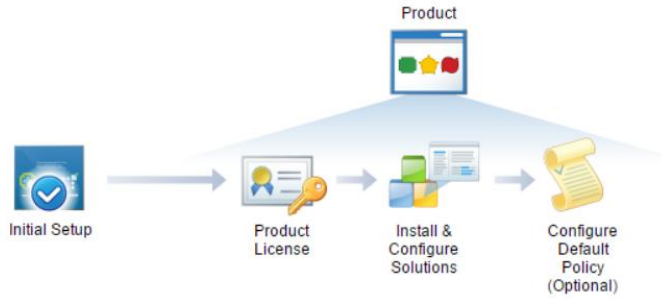 Product
Initial Setup
Product
License
Install &
Configure
Solutions
Configure
Default
Policy
(Optional)